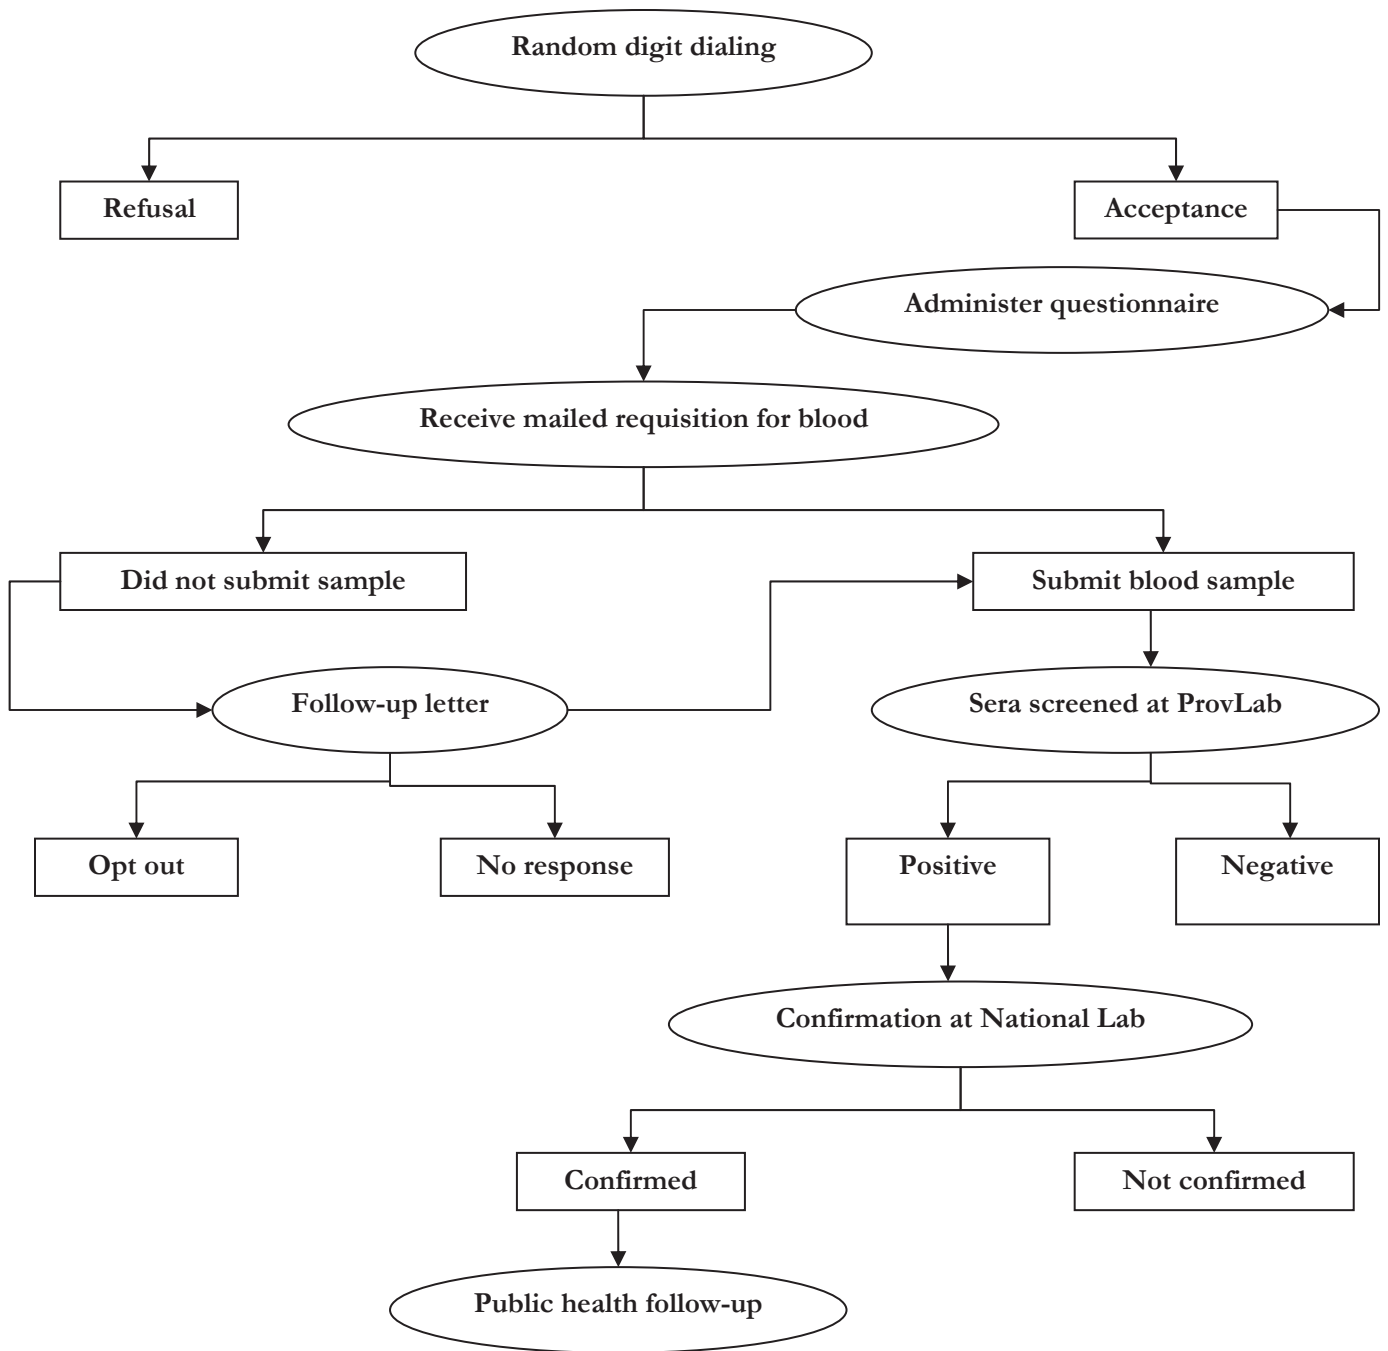 Random digit dialing
Refusal
Acceptance
Administer questionnaire
Receive mailed requisition for blood
Did not submit sample
Submit blood sample
Follow-up letter
Sera screened at ProvLab
Opt out
No response
Positive
Negative
Confirmation at National Lab
Confirmed
Not confirmed
Public health follow-up